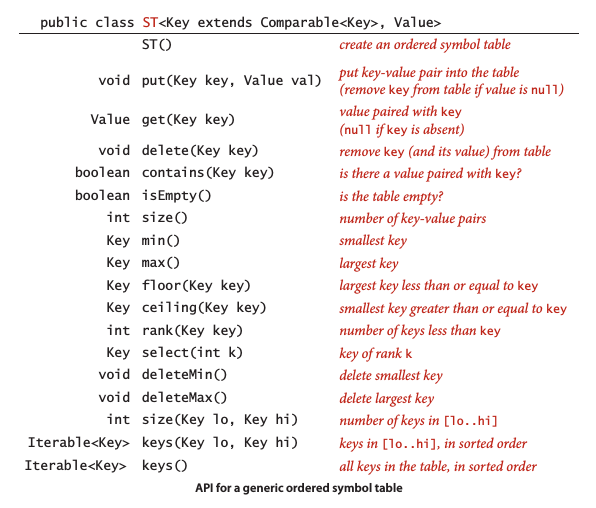 public class ST<Key extends Comparable<Key>, Value>
ST() create an ordered symbol table
void put(Key key, Value val) put key-value pair into the table
(remove key from table if value is null)
Value get(Key key) value paired with key
(null if key is absent)
void delete(Key key) remove key (and its value) from table
boolean contains(Key key) is there a value paired with key?
boolean isEmpty() is the table empty?
int size() number of key-value pairs
Key min() smallest key
Key max() largest key
Key floor(Key key) largest key less than or equal to key
Key ceiling(Key key) smallest key greater than or equal to key
int rank(Key key) number of keys less than key
Key select(int k) key of rank k
void deleteMin() delete smallest key
void deleteMax() delete largest key
int size(Key lo, Key hi) number of keys in [lo..hi]
Iterable<Key> keys(Key lo, Key hi) keys in [lo..hi], in sorted order
Iterable<Key> keys() all keys in the table, in sorted order
API for a generic ordered symbol table